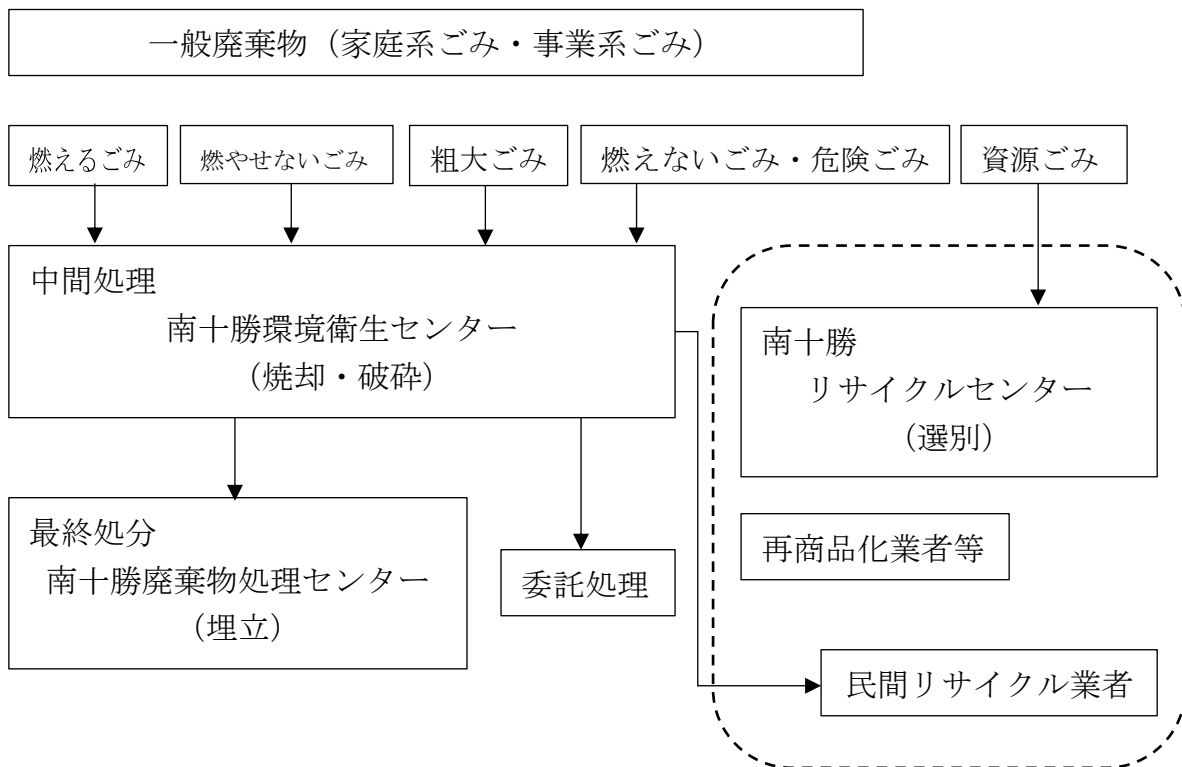 一般廃棄物（家庭系ごみ・事業系ごみ）
燃えるごみ
燃やせないごみ
粗大ごみ
燃えないごみ・危険ごみ
資源ごみ
中間処理
南十勝環境衛生センター
（焼却・破砕）
南十勝
リサイクルセンター
（選別）
最終処分
南十勝廃棄物処理センター
（埋立）
委託処理
再商品化業者等
民間リサイクル業者